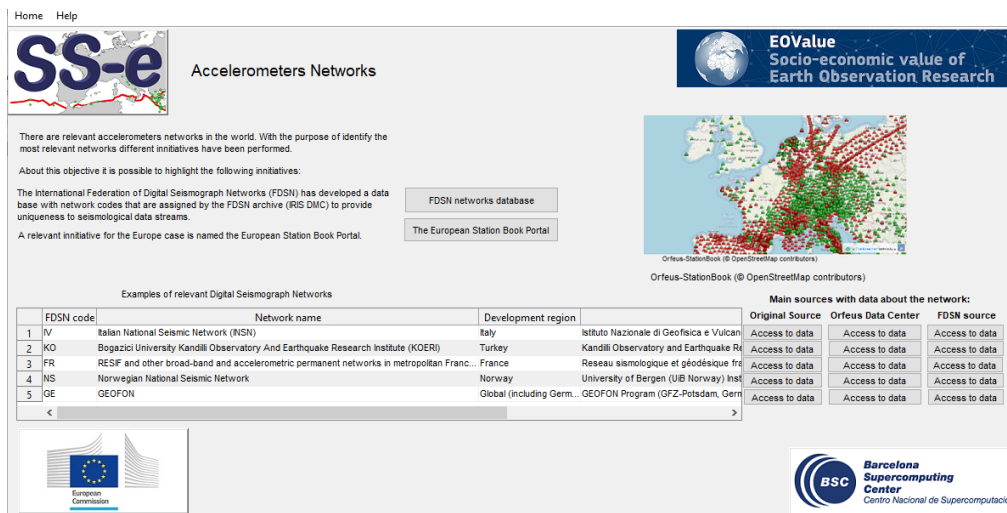 Home Help
SS-e
Accelerometers Networks
EOValue
Socio-economic value of
Earth Observation Research
There are relevant accelerometers networks in the world. With the purpose of identify the
most relevant networks different innitiatives have been performed.
About this objective it is possible to highlight the following innitiatives:
The International Federation of Digital Seismograph Networks (FDSN) has developed a data
base with network codes that are assigned by the FDSN archive (IRIS DMC) to provide
uniqueness to seismological data streams.
A relevant innitiative for the Europe case is named the European Station Book Portal.
FDSN networks database
The European Station Book Portal
Orfeus-StationBook (© OpenStreetMap contributors)
Orfeus-StationBook (© OpenStreetMap contributors)
Examples of relevant Digital Seismograph Networks
Main sources with data about the network:
FDSN code Network name Development region
Original Source Orfeus Data Center FDSN source
1 IV Italian National Seismic Network (INSN) Italy Istituto Nazionale di Geofisica e Vulcan Access to data Access to data Access to data
2 KO Bogazici University Kandilli Observatory And Earthquake Research Institute (KOERI) Turkey Kandilli Observatory and Earthquake Re Access to data Access to data Access to data
3 FR RESIF and other broad-band and accelerometric permanent networks in metropolitan Franc... France Reseau sismologique et géodésique fra Access to data Access to data Access to data
4 NS Norwegian National Seismic Network Norway University of Bergen (UiB Norway) Inst Access to data Access to data Access to data
5 GE GEOFON Global (including Germ... GEOFON Program (GFZ-Potsdam, Gern Access to data Access to data Access to data
European
Commission
BSC
Barcelona
Supercomputing
Center
Centro Nacional de Supercomputació